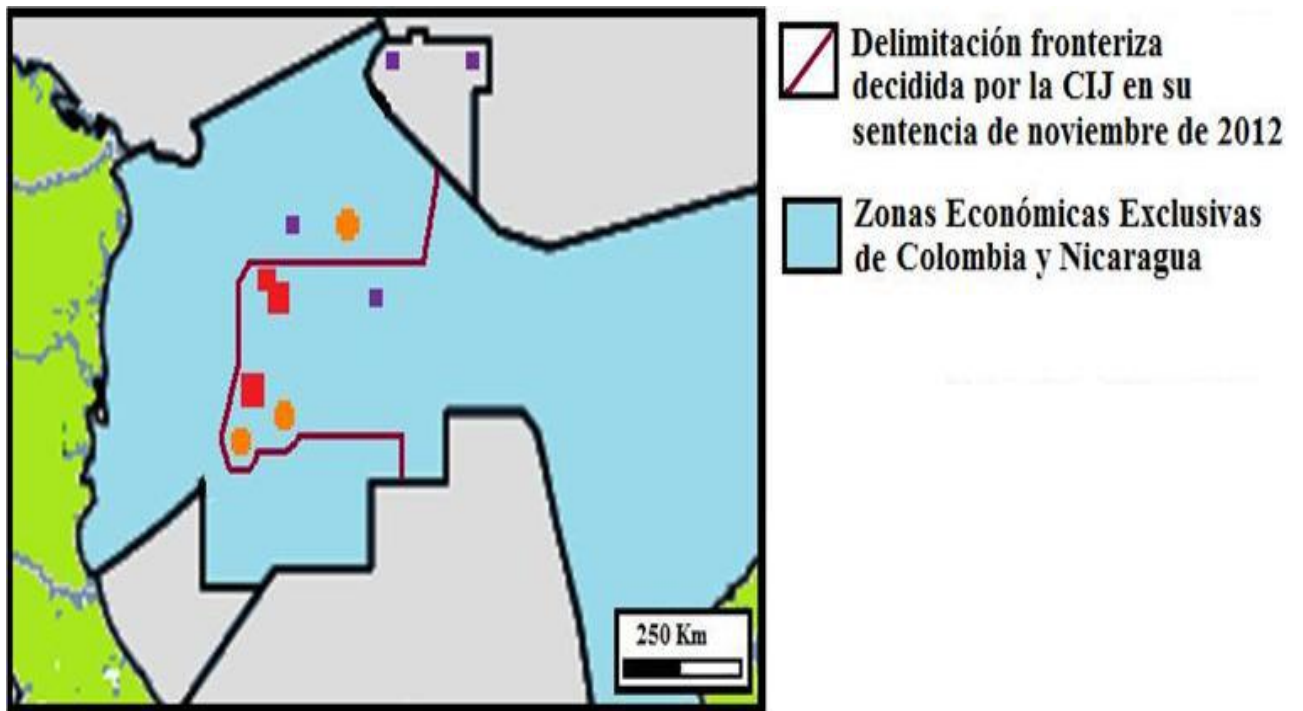 Delimitación fronteriza
decidida por la CIJ en su
sentencia de noviembre de 2012
Zonas Económicas Exclusivas
de Colombia y Nicaragua
250 Km